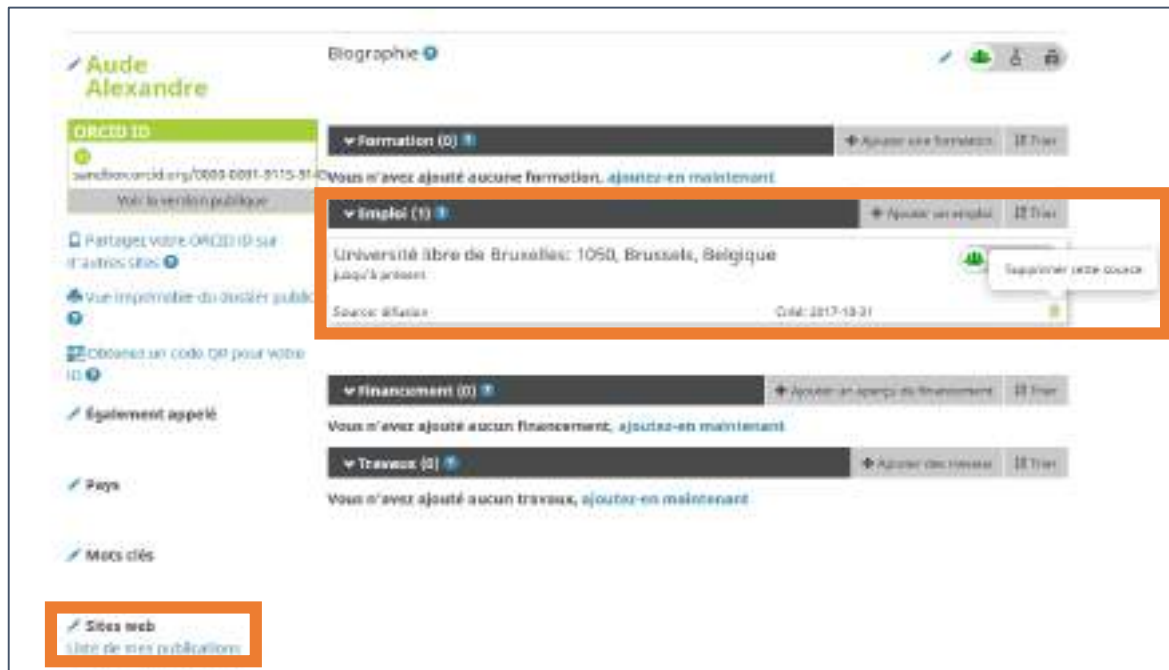 Aude
Alexandre
ORCID ID
Voir la version publique
Partagez votre ORCID ID sur
d'autres sites
Vue imprimable du dossier public
Obtenez un code QR pour votre
ID
Également appelé
Pays
Mots clés
Sites web
Liste de mes publications
Biographie
Formation (0)
Ajouter une formation
Trier
Vous n'avez ajouté aucune formation, ajoutez-en maintenant
Emploi (1)
Ajouter un emploi
Trier
Université libre de Bruxelles: 1050, Brussels, Belgique
jusqu'à présent
Supprimer cette source
Source: difusion
Créé: 2017-10-31
Financement (0)
Ajouter un aperçu de financement
Trier
Vous n'avez ajouté aucun financement, ajoutez-en maintenant
Travaux (0)
Ajouter des travaux
Trier
Vous n'avez ajouté aucun travaux, ajoutez-en maintenant